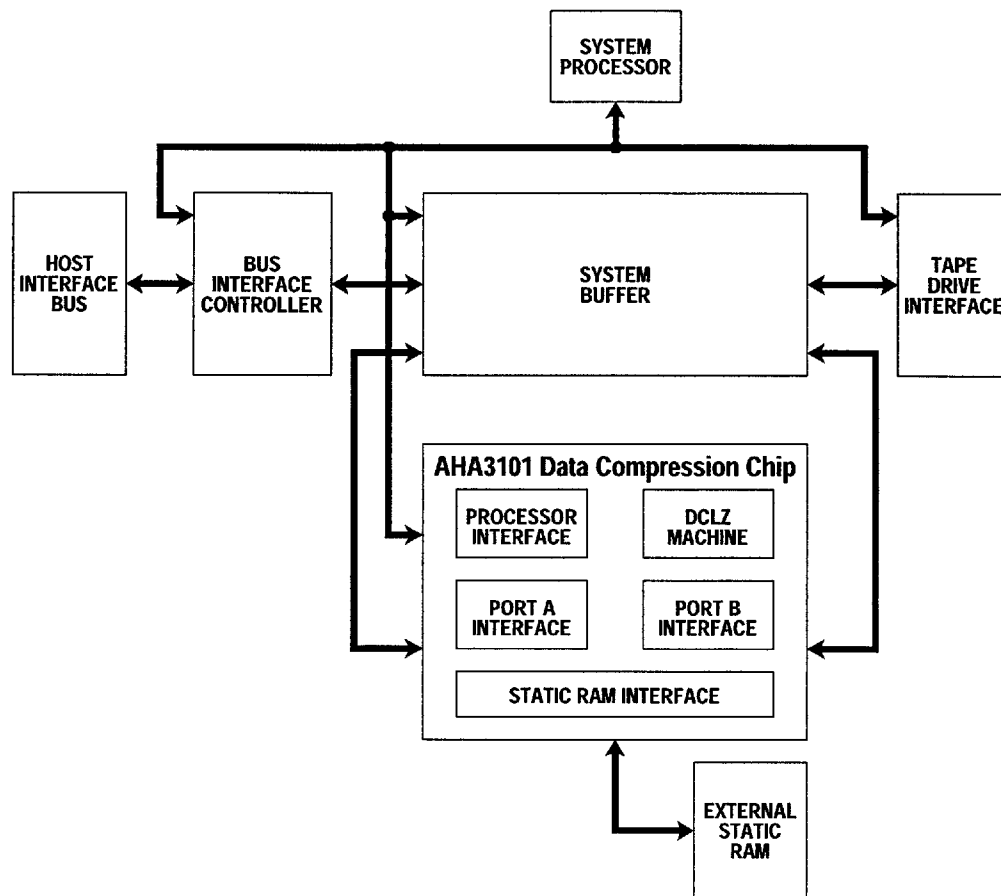 SYSTEM
PROCESSOR
HOST
INTERFACE
BUS
BUS
INTERFACE
CONTROLLER
SYSTEM
BUFFER
TAPE
DRIVE
INTERFACE
AHA3101 Data Compression Chip
PROCESSOR
INTERFACE
DCLZ
MACHINE
PORT A
INTERFACE
PORT B
INTERFACE
STATIC RAM INTERFACE
EXTERNAL
STATIC
RAM